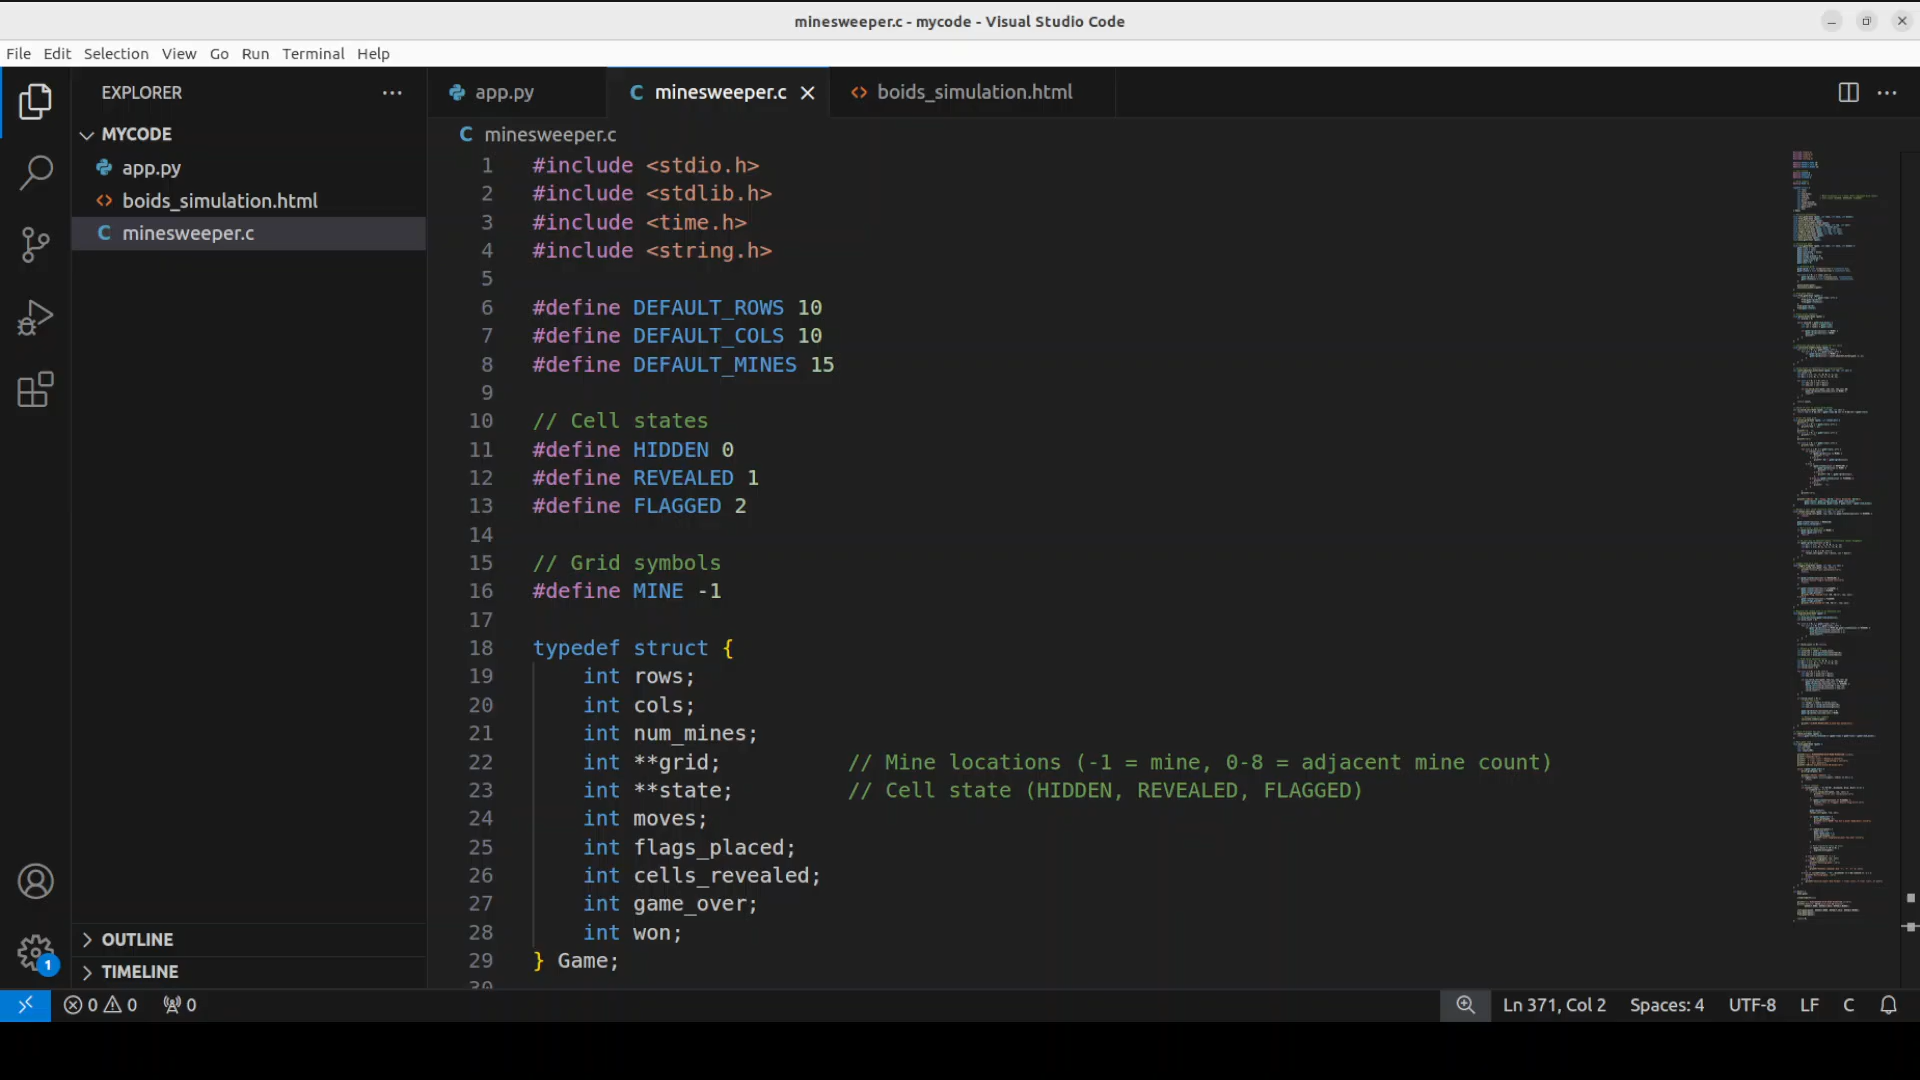 minesweeper.c - mycode - Visual Studio Code
File Edit Selection View Go Run Terminal Help
EXPLORER
MYCODE
app.py
boids_simulation.html
C minesweeper.c
OUTLINE
TIMELINE
1
app.py
C minesweeper.c
boids_simulation.html
C minesweeper.c
1 #include <stdio.h>
2 #include <stdlib.h>
3 #include <time.h>
4 #include <string.h>
5
6 #define DEFAULT_ROWS 10
7 #define DEFAULT_COLS 10
8 #define DEFAULT_MINES 15
9
10 // Cell states
11 #define HIDDEN 0
12 #define REVEALED 1
13 #define FLAGGED 2
14
15 // Grid symbols
16 #define MINE -1
17
18 typedef struct {
19 int rows;
20 int cols;
21 int num_mines;
22 int **grid; // Mine locations (-1 = mine, 0-8 = adjacent mine count)
23 int **state; // Cell state (HIDDEN, REVEALED, FLAGGED)
24 int moves;
25 int flags_placed;
26 int cells_revealed;
27 int game_over;
28 int won;
29 } Game;
30
0 0 0 Ln 371, Col 2 Spaces: 4 UTF-8 LF C